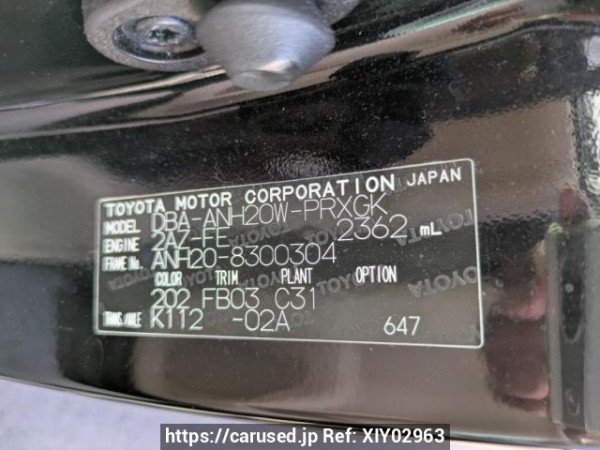 TOYOTA MOTOR CORPORATION JAPAN
MODEL DBA-ANH20W-PRXGK
ENGINE 2AZ-FE 2362 mL
FRAME No. ANH20-8300304
COLOR TRIM PLANT OPTION
202 FB03 C31
TRANS/AXLE K112 -02A 647
https://carused.jp Ref: XIY02963